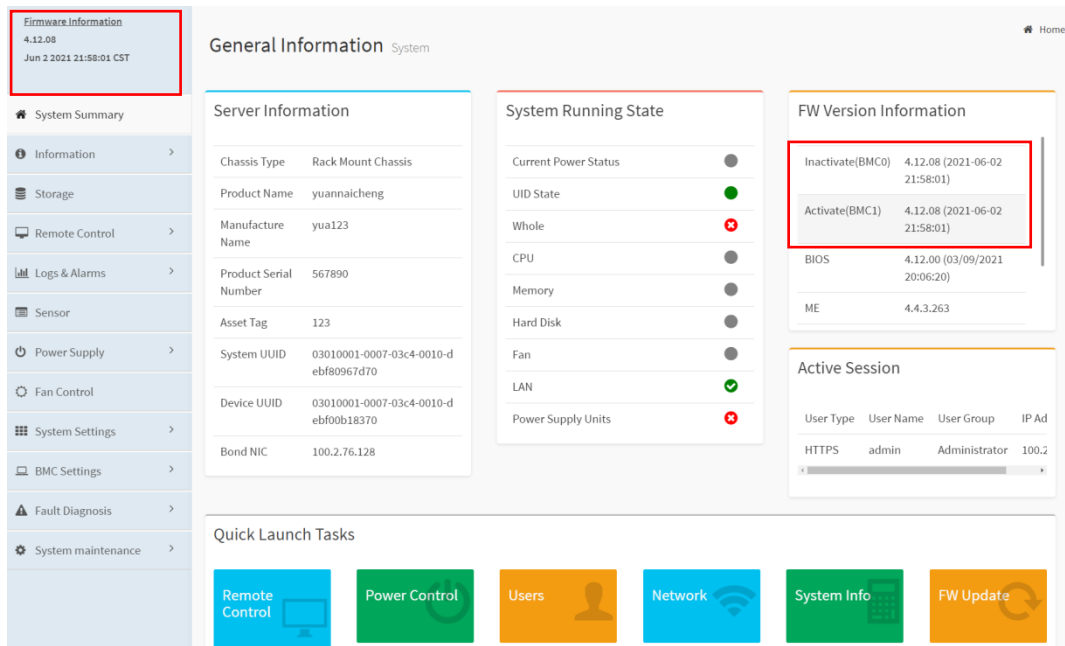 Firmware Information
4.12.08
Jun 2 2021 21:58:01 CST
System Summary
Information
Storage
Remote Control
Logs & Alarms
Sensor
Power Supply
Fan Control
System Settings
BMC Settings
Fault Diagnosis
System maintenance
Home
General Information System
Server Information
Chassis Type Rack Mount Chassis
Product Name yuannaicheng
Manufacture yua123
Name
Product Serial 567890
Number
Asset Tag 123
System UUID 03010001-0007-03c4-0010-d
ebf80967d70
Device UUID 03010001-0007-03c4-0010-d
ebf00b18370
Bond NIC 100.2.76.128
System Running State
Current Power Status
UID State
Whole
CPU
Memory
Hard Disk
Fan
LAN
Power Supply Units
FW Version Information
Inactivate(BMC0) 4.12.08 (2021-06-02
21:58:01)
Activate(BMC1) 4.12.08 (2021-06-02
21:58:01)
BIOS 4.12.00 (03/09/2021
20:06:20)
ME 4.4.3.263
Active Session
User Type User Name User Group IP Ad
HTTPS admin Administrator 100.2
Quick Launch Tasks
Remote
Control
Power Control
Users
Network
System Info
FW Update